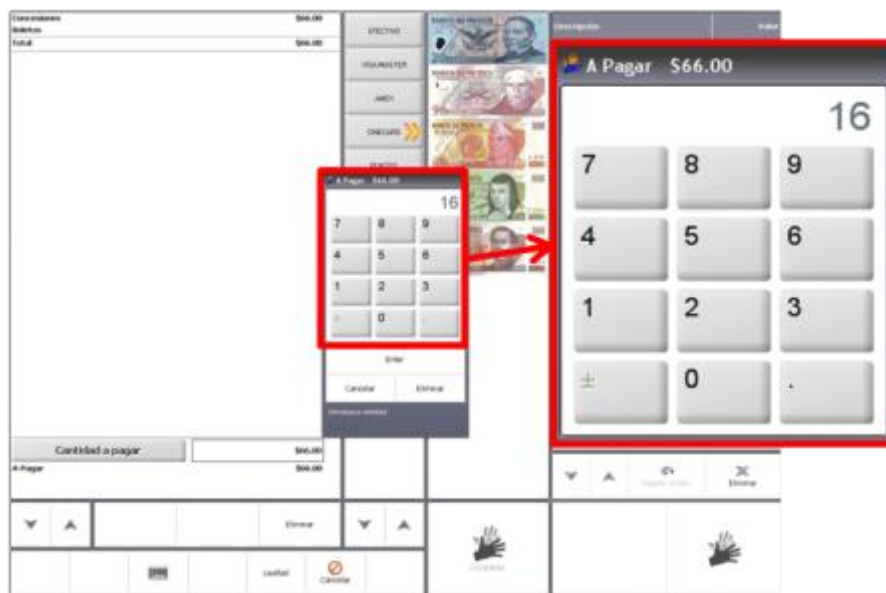 Concesiones $66.00
Boletos
Total $66.00
EFECTIVO
VISA/MASTER
AMEX
CINECLUB
Descripción Valor
A Pagar $66.00
16
7 8 9
4 5 6
1 2 3
± 0 .
Enter
Cancelar Eliminar
A Pagar $66.00
16
7 8 9
4 5 6
1 2 3
± 0 .
Cantidad a pagar $66.00
A Pagar $66.00
Eliminar
Eliminar
Cancelar